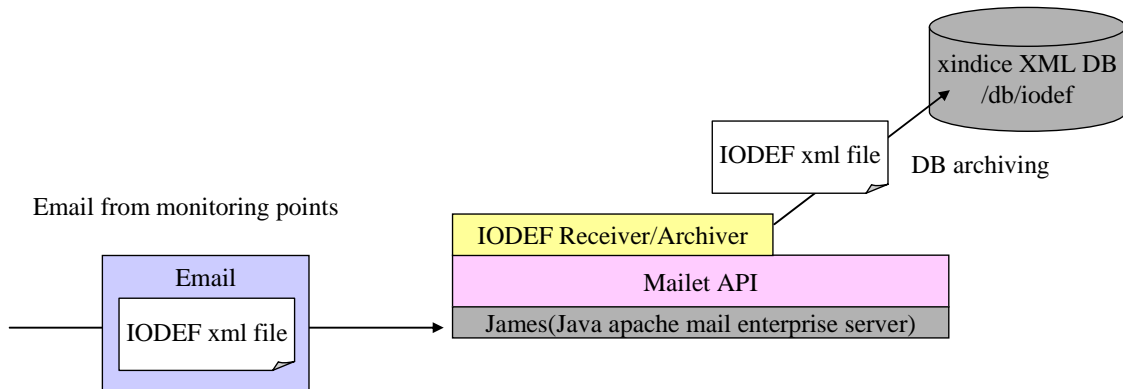 xindice XML DB
/db/iodef
IODEF xml file
DB archiving
Email from monitoring points
IODEF Receiver/Archiver
Email
Mailet API
IODEF xml file
James(Java apache mail enterprise server)